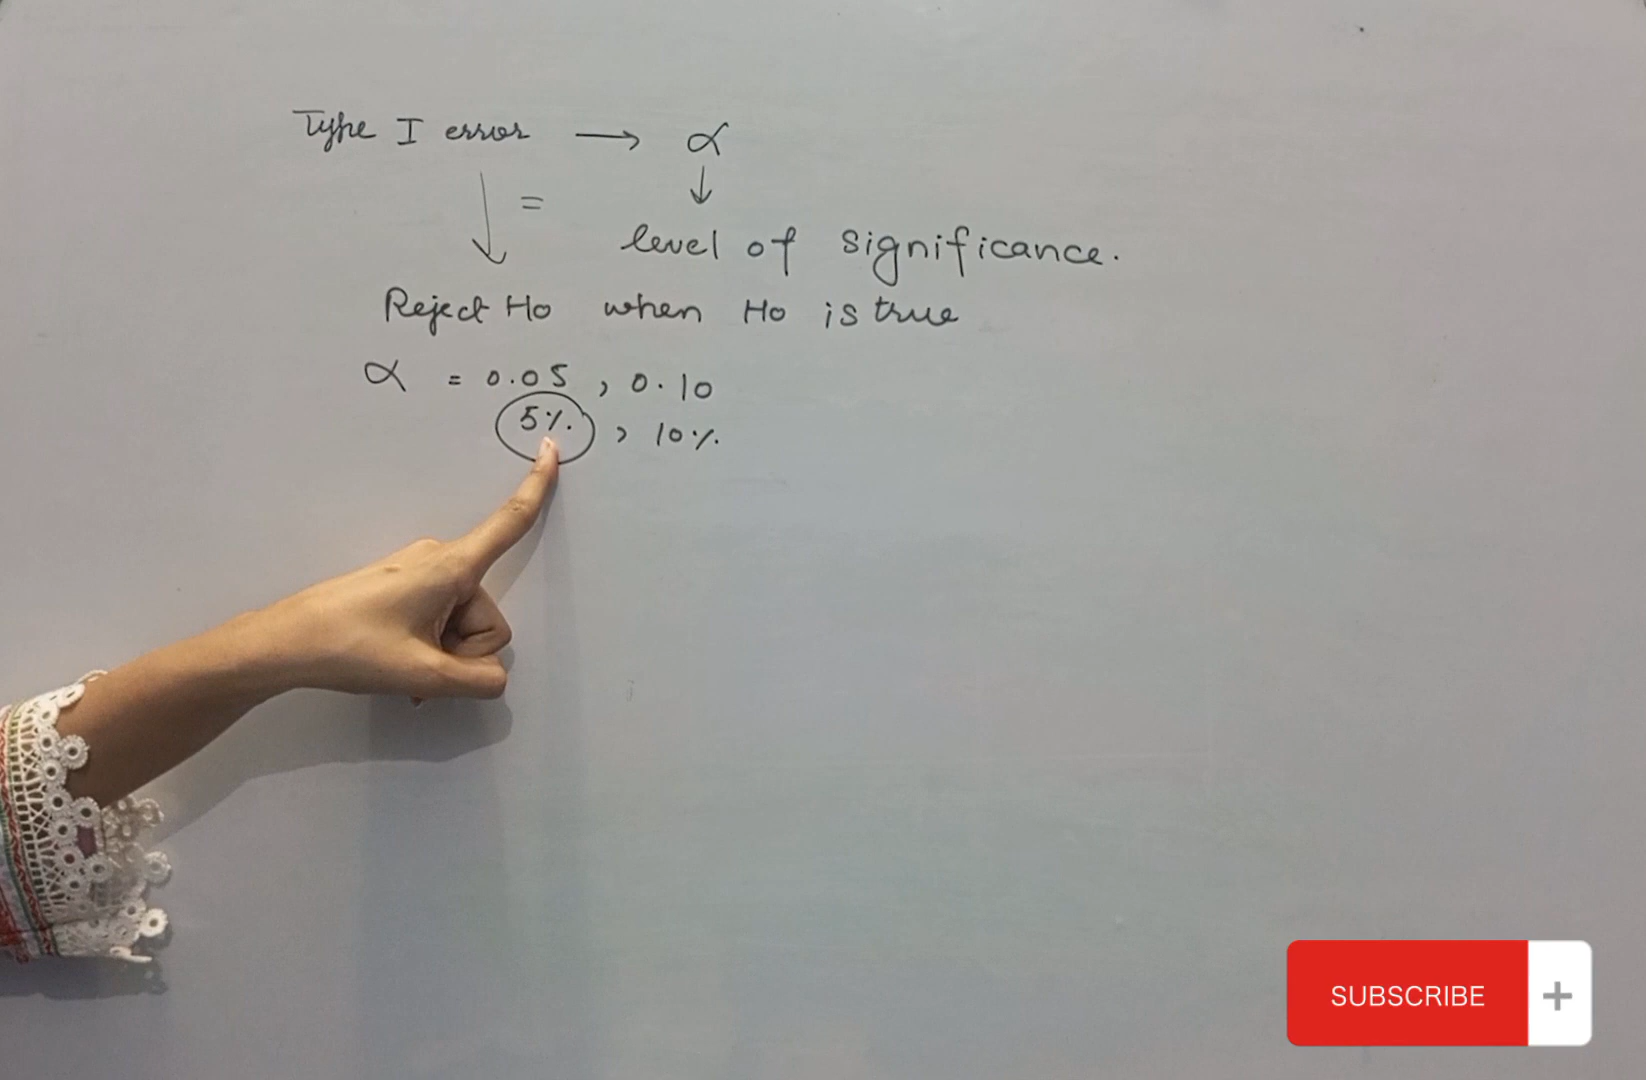 Type I error → α
↓ = ↓
level of significance.
Reject Ho when Ho is true
α = 0.05 , 0.10
5% , 10%
SUBSCRIBE +